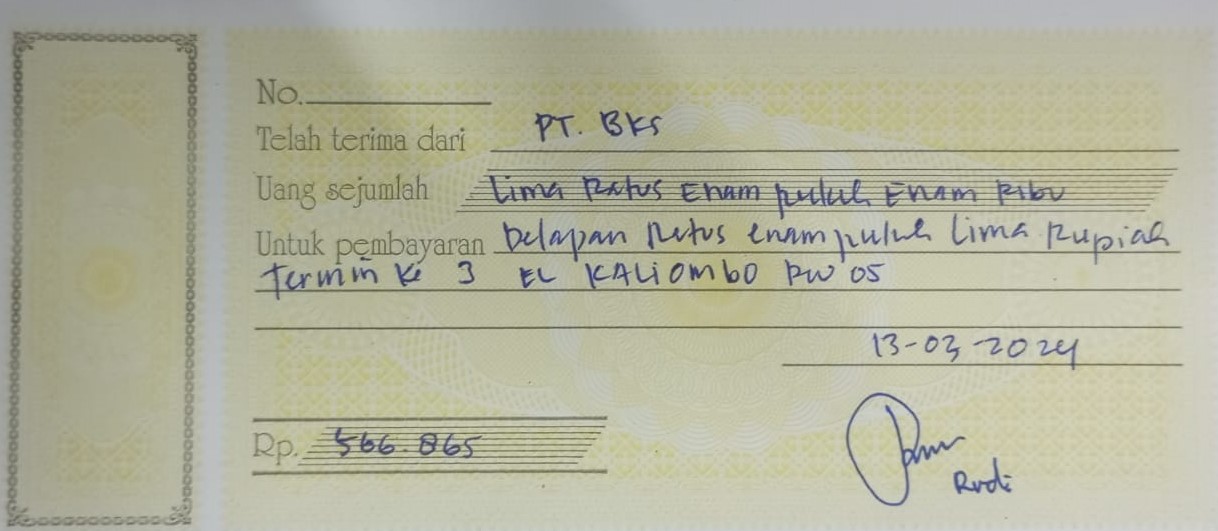 No.
Telah terima dari PT. BKS
Uang sejumlah Lima Ratus Enam puluh Enam Ribu
Untuk pembayaran Delapan Ratus enam puluh Lima Rupiah
Termin Ke 3 EL KALIOMBO RW 05
13-03-2024
Rp. 566.865
Rudi